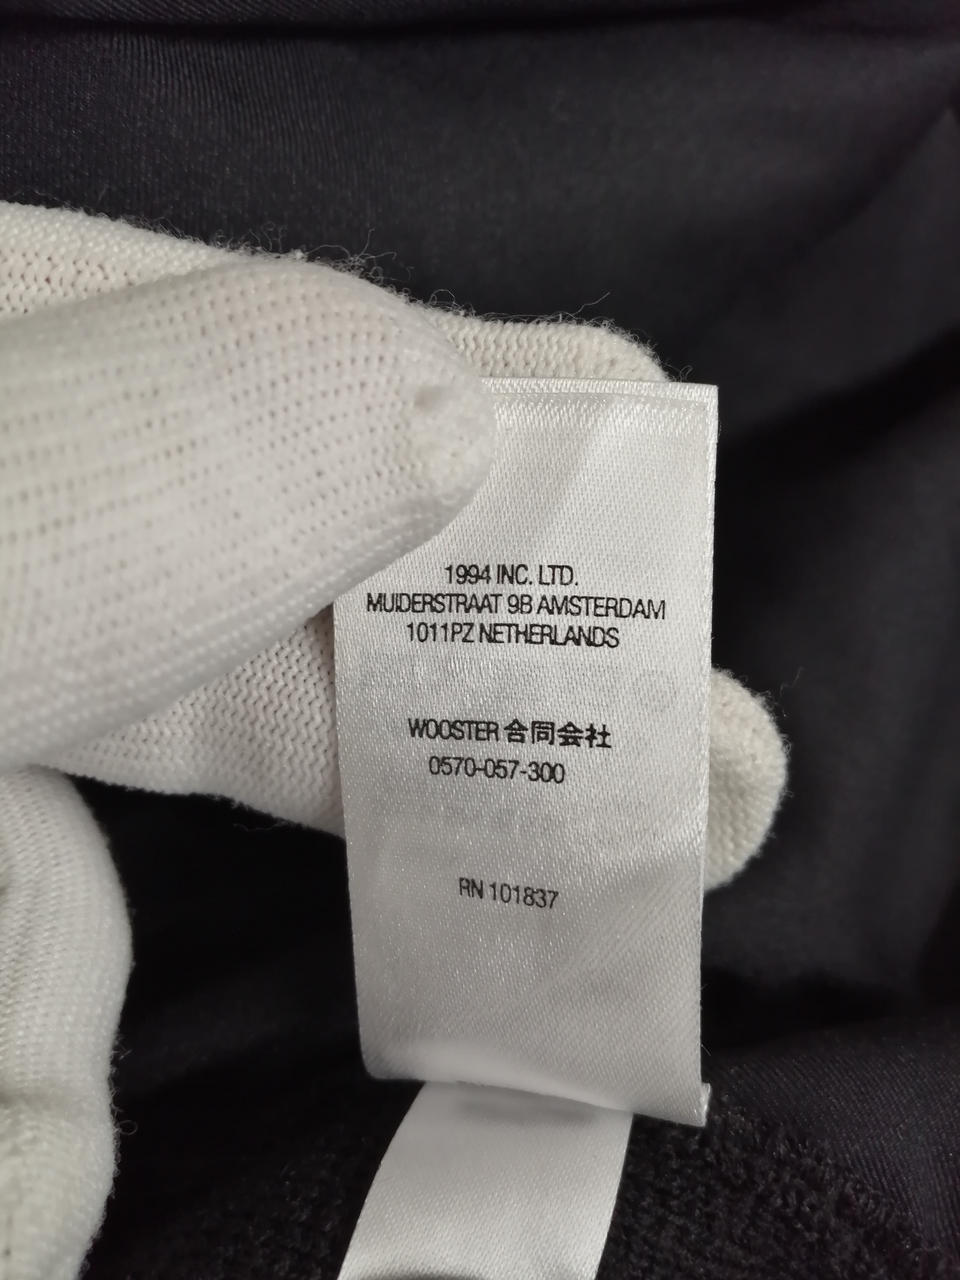 1994 INC. LTD.
MUIDERSTRAAT 9B AMSTERDAM
1011PZ NETHERLANDS
WOOSTER 合同会社
0570-057-300
RN 101837